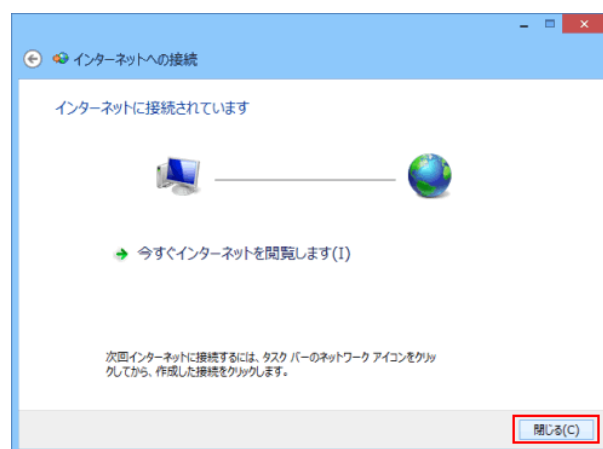 インターネットへの接続
インターネットに接続されています
今すぐインターネットを閲覧します(I)
次回インターネットに接続するには、タスク バーのネットワーク アイコンをクリッ
クしてから、作成した接続をクリックします。
閉じる(C)